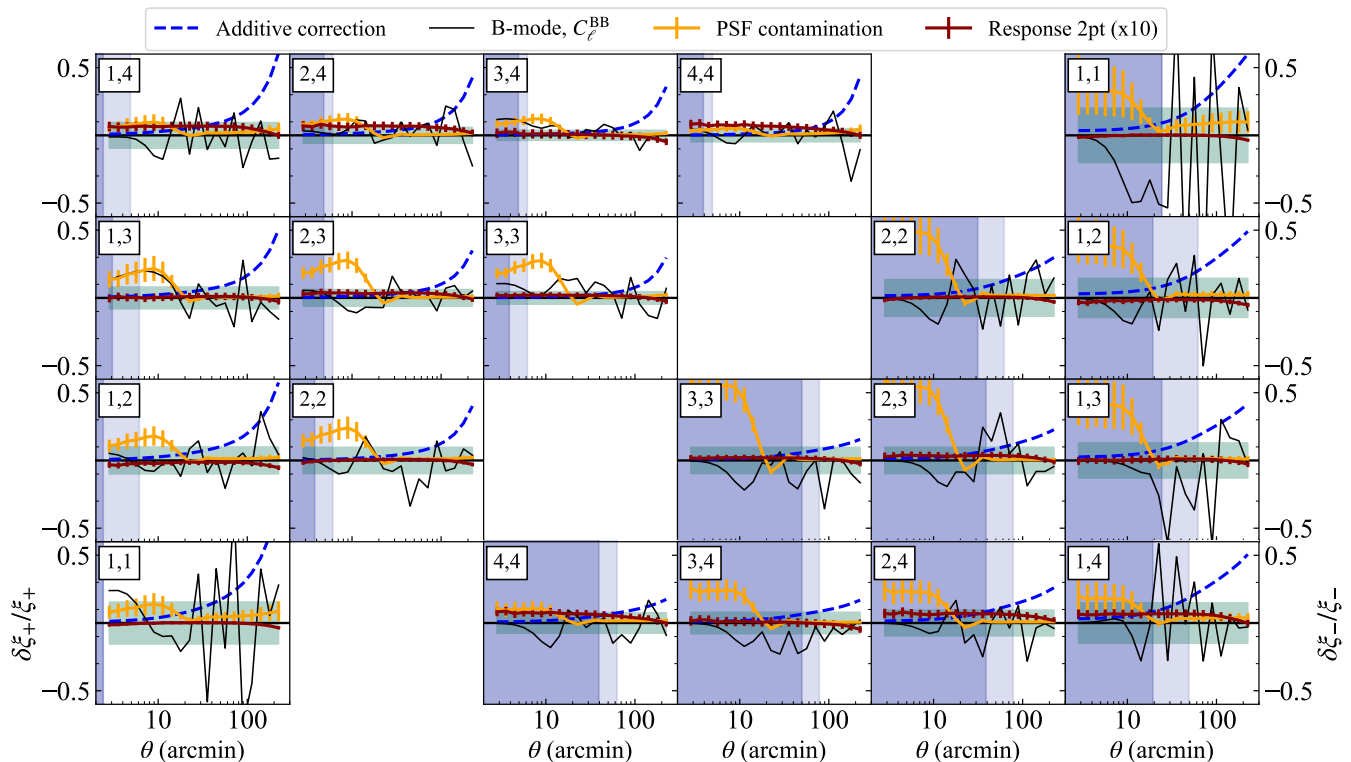 Additive correction B-mode, $C_\ell^{\mathrm{BB}}$ PSF contamination Response 2pt (x10)
0.5 1,4 2,4 3,4 4,4 1,1 0.5
−0.5 −0.5
0.5 1,3 2,3 3,3 2,2 1,2 0.5
−0.5 −0.5
0.5 1,2 2,2 3,3 2,3 1,3 0.5
−0.5 −0.5
0.5 1,1 4,4 3,4 2,4 1,4 0.5
−0.5 −0.5
δξ+/ξ+ δξ−/ξ−
10 100 10 100 10 100 10 100 10 100
θ (arcmin) θ (arcmin) θ (arcmin) θ (arcmin) θ (arcmin)